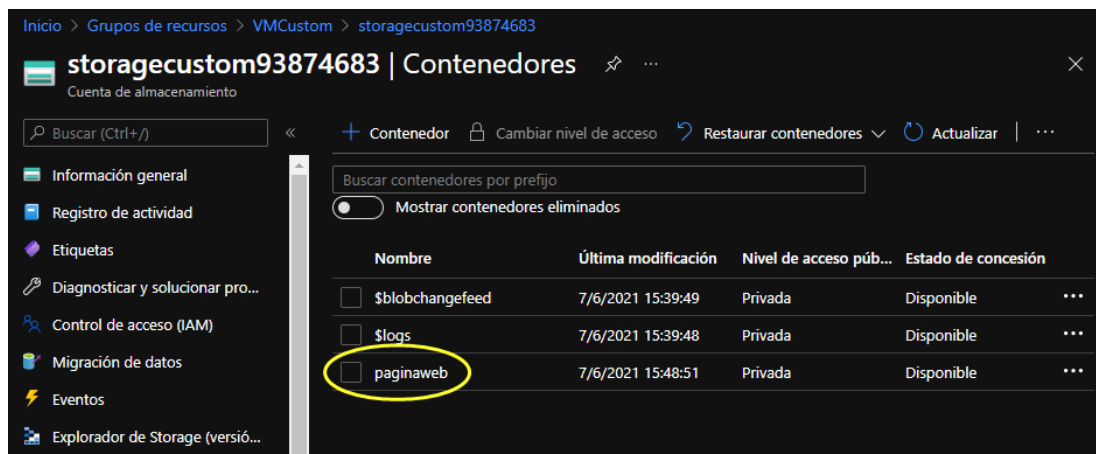 Inicio > Grupos de recursos > VMCustom > storagecustom93874683
storagecustom93874683 | Contenedores ...
Cuenta de almacenamiento
Buscar (Ctrl+/) «
Información general
Registro de actividad
Etiquetas
Diagnosticar y solucionar pro...
Control de acceso (IAM)
Migración de datos
Eventos
Explorador de Storage (versió...
+ Contenedor Cambiar nivel de acceso Restaurar contenedores Actualizar | ...
Buscar contenedores por prefijo
Mostrar contenedores eliminados
Nombre Última modificación Nivel de acceso púb... Estado de concesión
$blobchangefeed 7/6/2021 15:39:49 Privada Disponible ...
$logs 7/6/2021 15:39:48 Privada Disponible ...
paginaweb 7/6/2021 15:48:51 Privada Disponible ...